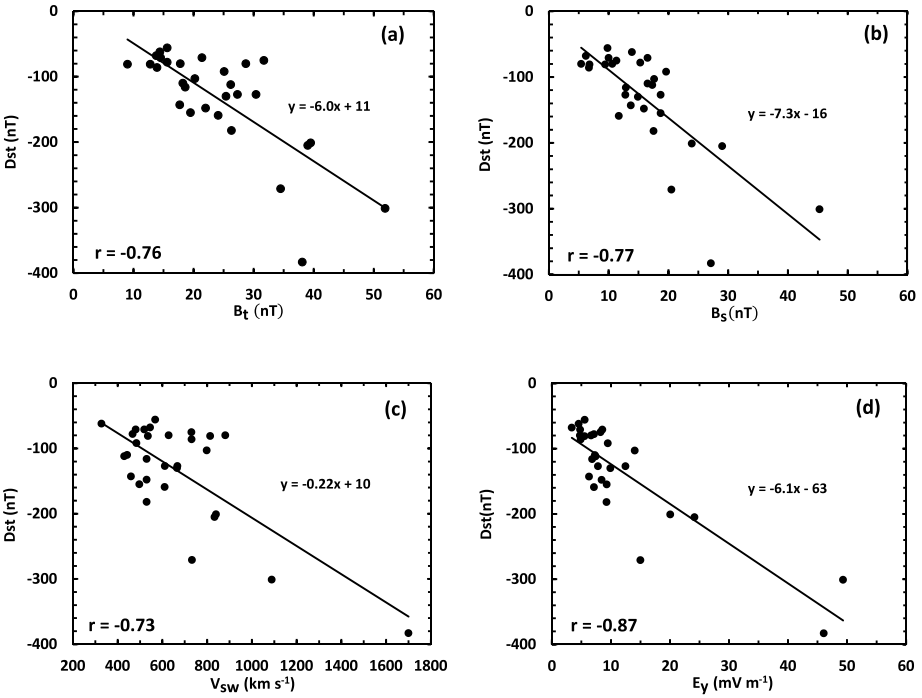 0
(a)
-100
y = -6.0x + 11
-200
-300
r = -0.76
-400
Dst (nT)
0 10 20 30 40 50 60
Bt (nT)
0
(b)
-100
y = -7.3x - 16
-200
-300
r = -0.77
-400
Dst (nT)
0 10 20 30 40 50 60
Bs(nT)
0
(c)
-100
y = -0.22x + 10
-200
-300
r = -0.73
-400
Dst (nT)
200 400 600 800 1000 1200 1400 1600 1800
VSW (km s-1)
0
(d)
-100
y = -6.1x - 63
-200
-300
r = -0.87
-400
Dst(nT)
0 10 20 30 40 50 60
Ey (mV m-1)